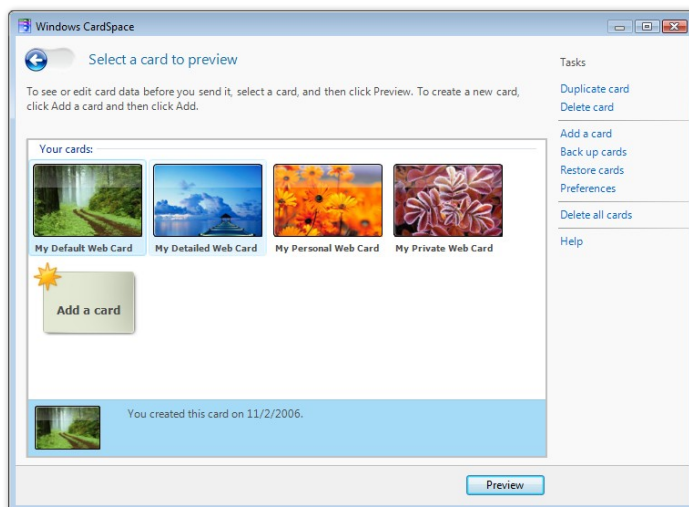 Windows CardSpace
Select a card to preview
To see or edit card data before you send it, select a card, and then click Preview. To create a new card,
click Add a card and then click Add.
Your cards:
My Default Web Card
My Detailed Web Card
My Personal Web Card
My Private Web Card
Add a card
You created this card on 11/2/2006.
Preview
Tasks
Duplicate card
Delete card
Add a card
Back up cards
Restore cards
Preferences
Delete all cards
Help